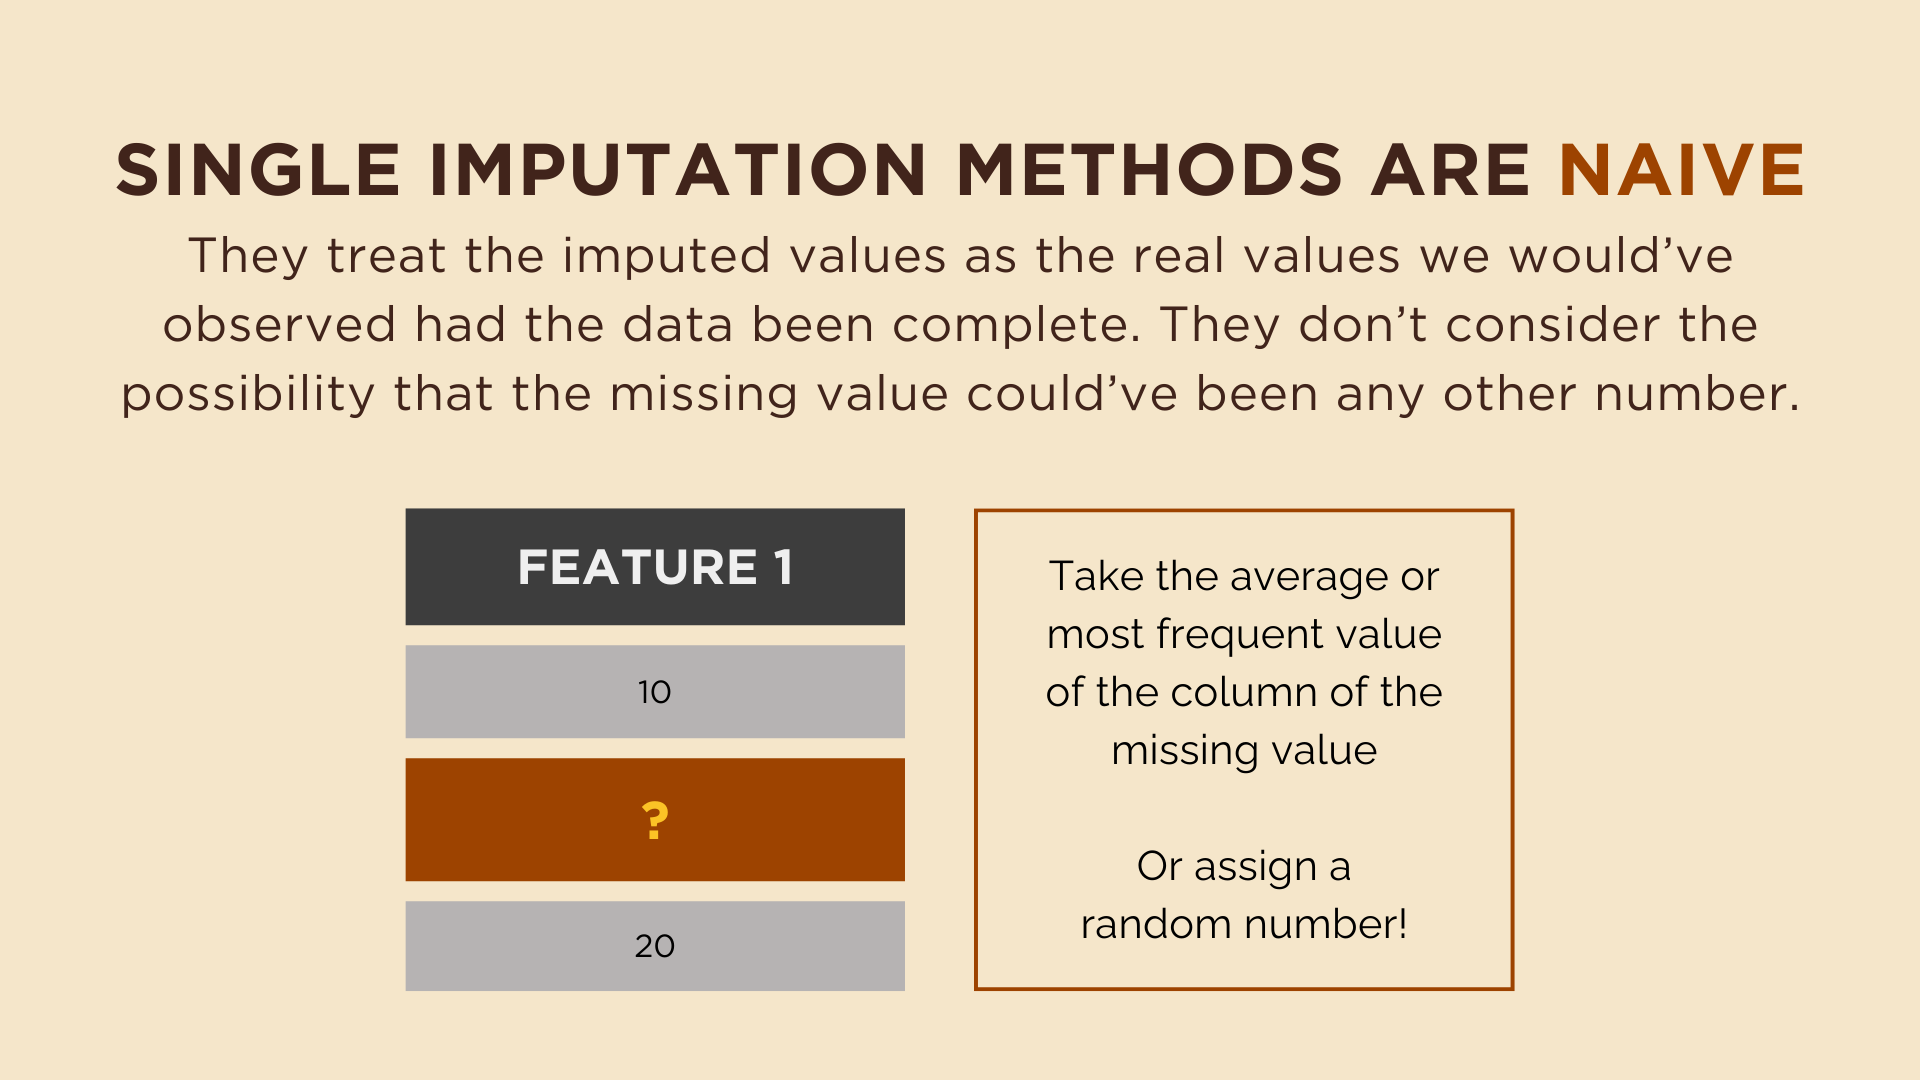 SINGLE IMPUTATION METHODS ARE NAIVE
They treat the imputed values as the real values we would’ve
observed had the data been complete. They don’t consider the
possibility that the missing value could’ve been any other number.
FEATURE 1
10
?
20
Take the average or
most frequent value
of the column of the
missing value
Or assign a
random number!